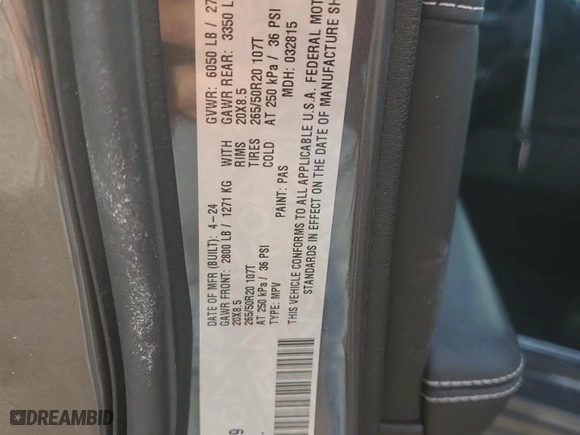 DATE OF MFR (BUILT): 4-24 GVWR: 6050 LB / 27
GAWR FRONT: 2800 LB / 1271 KG WITH GAWR REAR: 3350 L
20X8.5 RIMS 20X8.5
265/50R20 107T TIRES 265/50R20 107T
AT 250 kPa / 36 PSI COLD AT 250 kPa / 36 PSI
TYPE: MPV PAINT: PAS MDH: 032815
THIS VEHICLE CONFORMS TO ALL APPLICABLE U.S.A. FEDERAL MOT
STANDARDS IN EFFECT ON THE DATE OF MANUFACTURE SH
DREAMBID